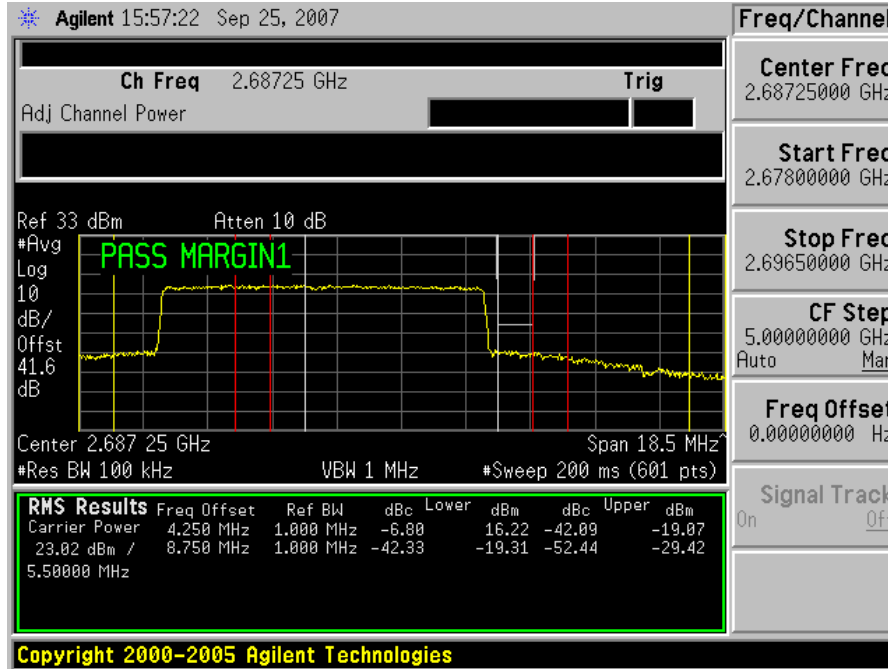 Agilent 15:57:22 Sep 25, 2007
Freq/Channel
Ch Freq 2.68725 GHz Trig
Adj Channel Power
Center Freq
2.68725000 GHz
Start Freq
2.67800000 GHz
Stop Freq
2.69650000 GHz
CF Step
5.00000000 GHz
Auto Man
Freq Offset
0.00000000 Hz
Signal Track
On Off
Ref 33 dBm Atten 10 dB
#Avg
Log
10
dB/
Offst
41.6
dB
PASS MARGIN1
Center 2.687 25 GHz Span 18.5 MHz^
#Res BW 100 kHz VBW 1 MHz #Sweep 200 ms (601 pts)
RMS Results Freq Offset Ref BW dBc Lower dBm dBc Upper dBm
Carrier Power 4.250 MHz 1.000 MHz -6.80 16.22 -42.09 -19.07
23.02 dBm / 8.750 MHz 1.000 MHz -42.33 -19.31 -52.44 -29.42
5.50000 MHz
Copyright 2000-2005 Agilent Technologies